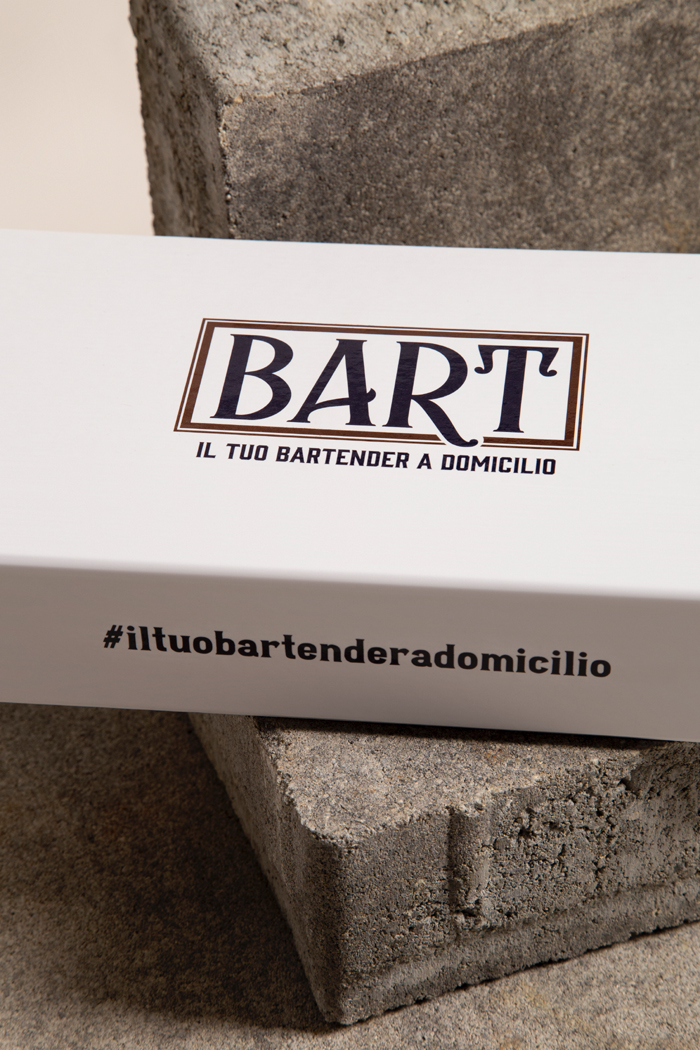 BART
IL TUO BARTENDER A DOMICILIO
#iltuobartenderadomicilio